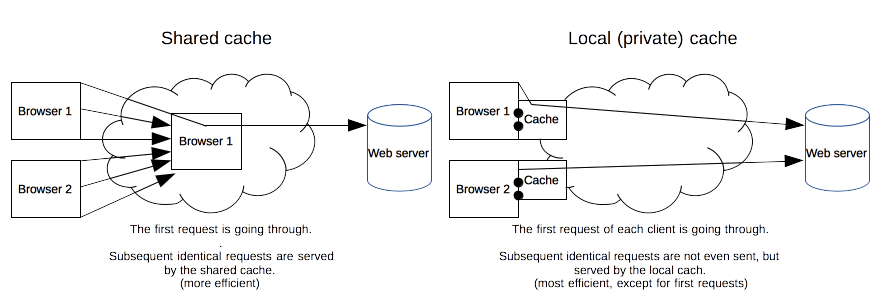 Shared cache
Browser 1
Browser 2
Browser 1
Web server
The first request is going through.
.
Subsequent identical requests are served
by the shared cache.
(more efficient)
Local (private) cache
Browser 1
Cache
Browser 2
Cache
Web server
The first request of each client is going through.
Subsequent identical requests are not even sent, but
served by the local cach.
(most efficient, except for first requests)